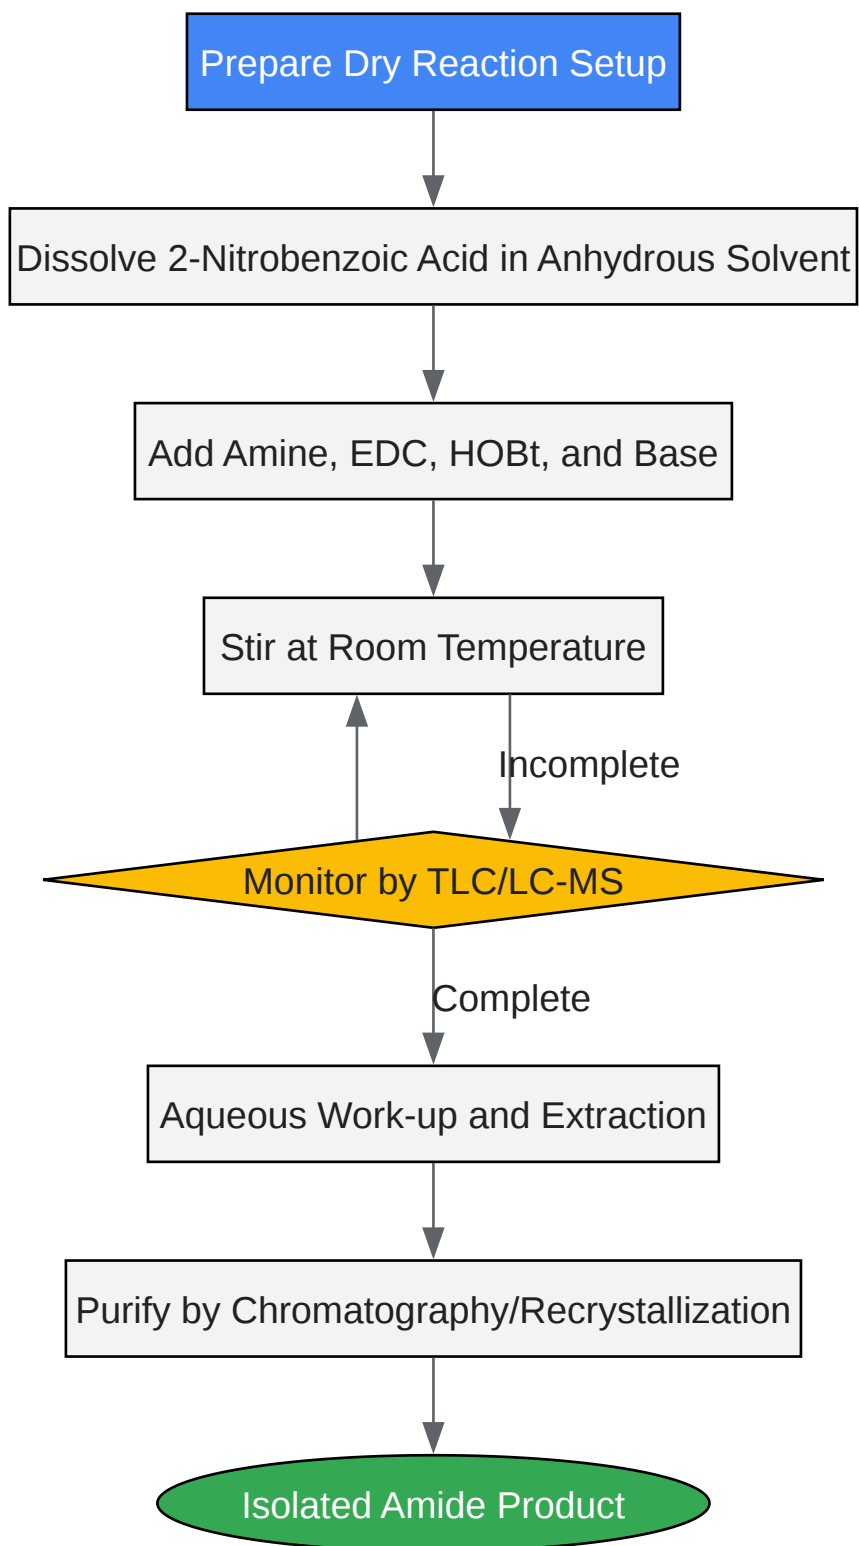 Prepare Dry Reaction Setup
Dissolve 2-Nitrobenzoic Acid in Anhydrous Solvent
Add Amine, EDC, HOBt, and Base
Stir at Room Temperature
Incomplete
Monitor by TLC/LC-MS
Complete
Aqueous Work-up and Extraction
Purify by Chromatography/Recrystallization
Isolated Amide Product